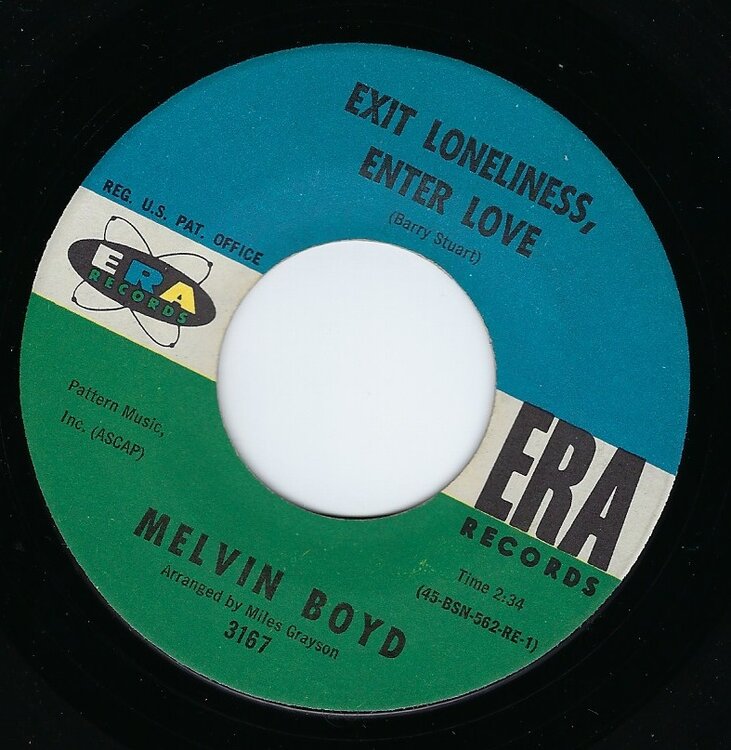 EXIT LONELINESS,
ENTER LOVE
(Barry Stuart)
REG. U.S. PAT. OFFICE
ERA
RECORDS
Pattern Music,
Inc. (ASCAP)
ERA
RECORDS
Time 2:34
(45-BSN-562-RE-1)
MELVIN BOYD
Arranged by Miles Grayson
3167